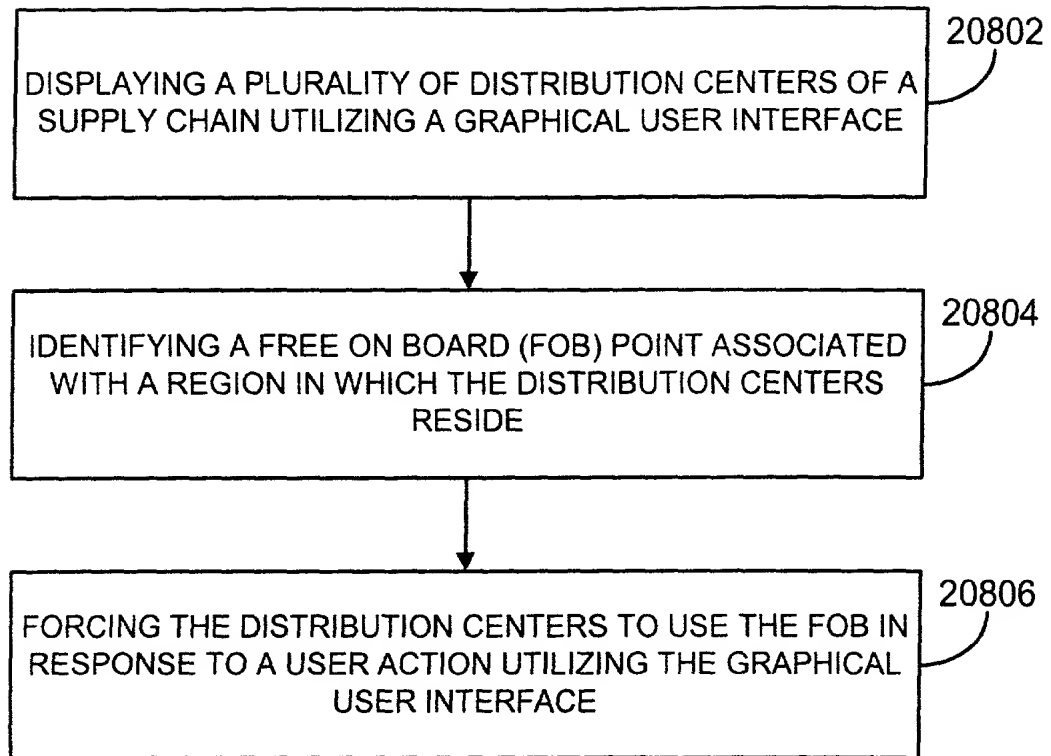 20802
DISPLAYING A PLURALITY OF DISTRIBUTION CENTERS OF A
SUPPLY CHAIN UTILIZING A GRAPHICAL USER INTERFACE
20804
IDENTIFYING A FREE ON BOARD (FOB) POINT ASSOCIATED
WITH A REGION IN WHICH THE DISTRIBUTION CENTERS
RESIDE
20806
FORCING THE DISTRIBUTION CENTERS TO USE THE FOB IN
RESPONSE TO A USER ACTION UTILIZING THE GRAPHICAL
USER INTERFACE